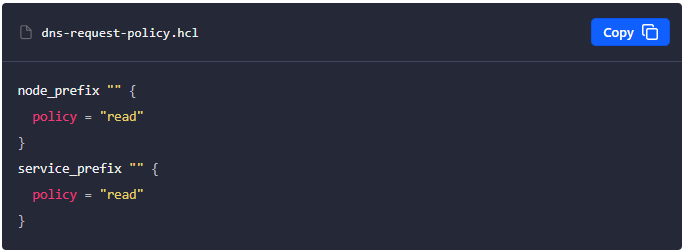 dns-request-policy.hcl
Copy
node_prefix "" {
  policy = "read"
}
service_prefix "" {
  policy = "read"
}